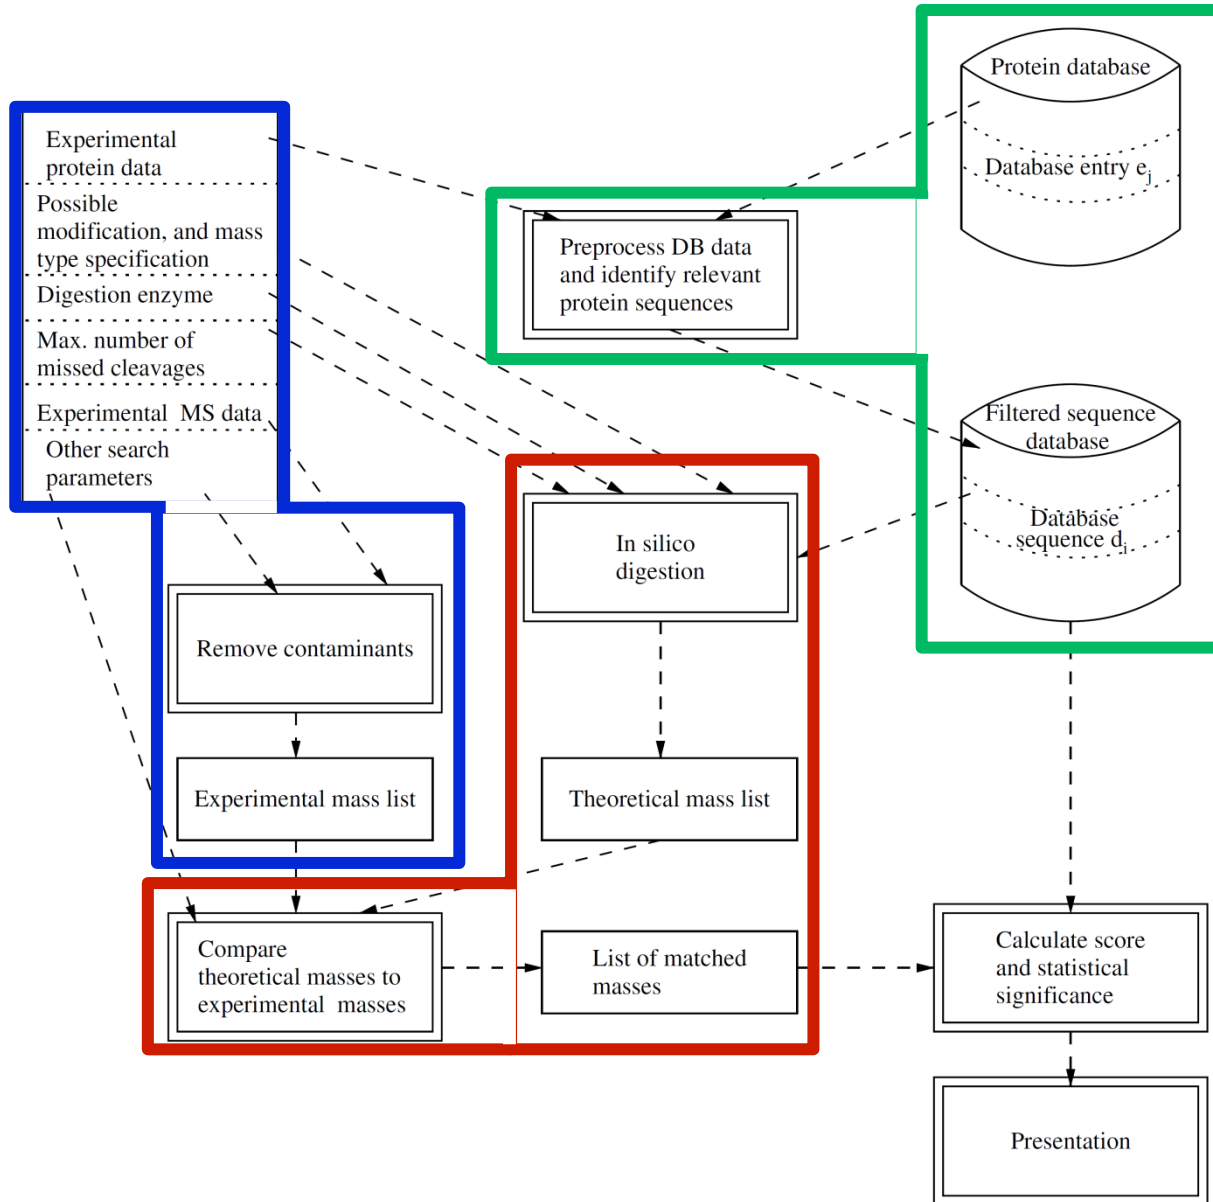 Protein database
Database entry e_j
Experimental
protein data
Possible
modification, and mass
type specification
Digestion enzyme
Max. number of
missed cleavages
Experimental MS data
Other search
parameters
Preprocess DB data
and identify relevant
protein sequences
Filtered sequence
database
Database
sequence d_i
In silico
digestion
Remove contaminants
Experimental mass list
Theoretical mass list
Compare
theoretical masses to
experimental masses
List of matched
masses
Calculate score
and statistical
significance
Presentation